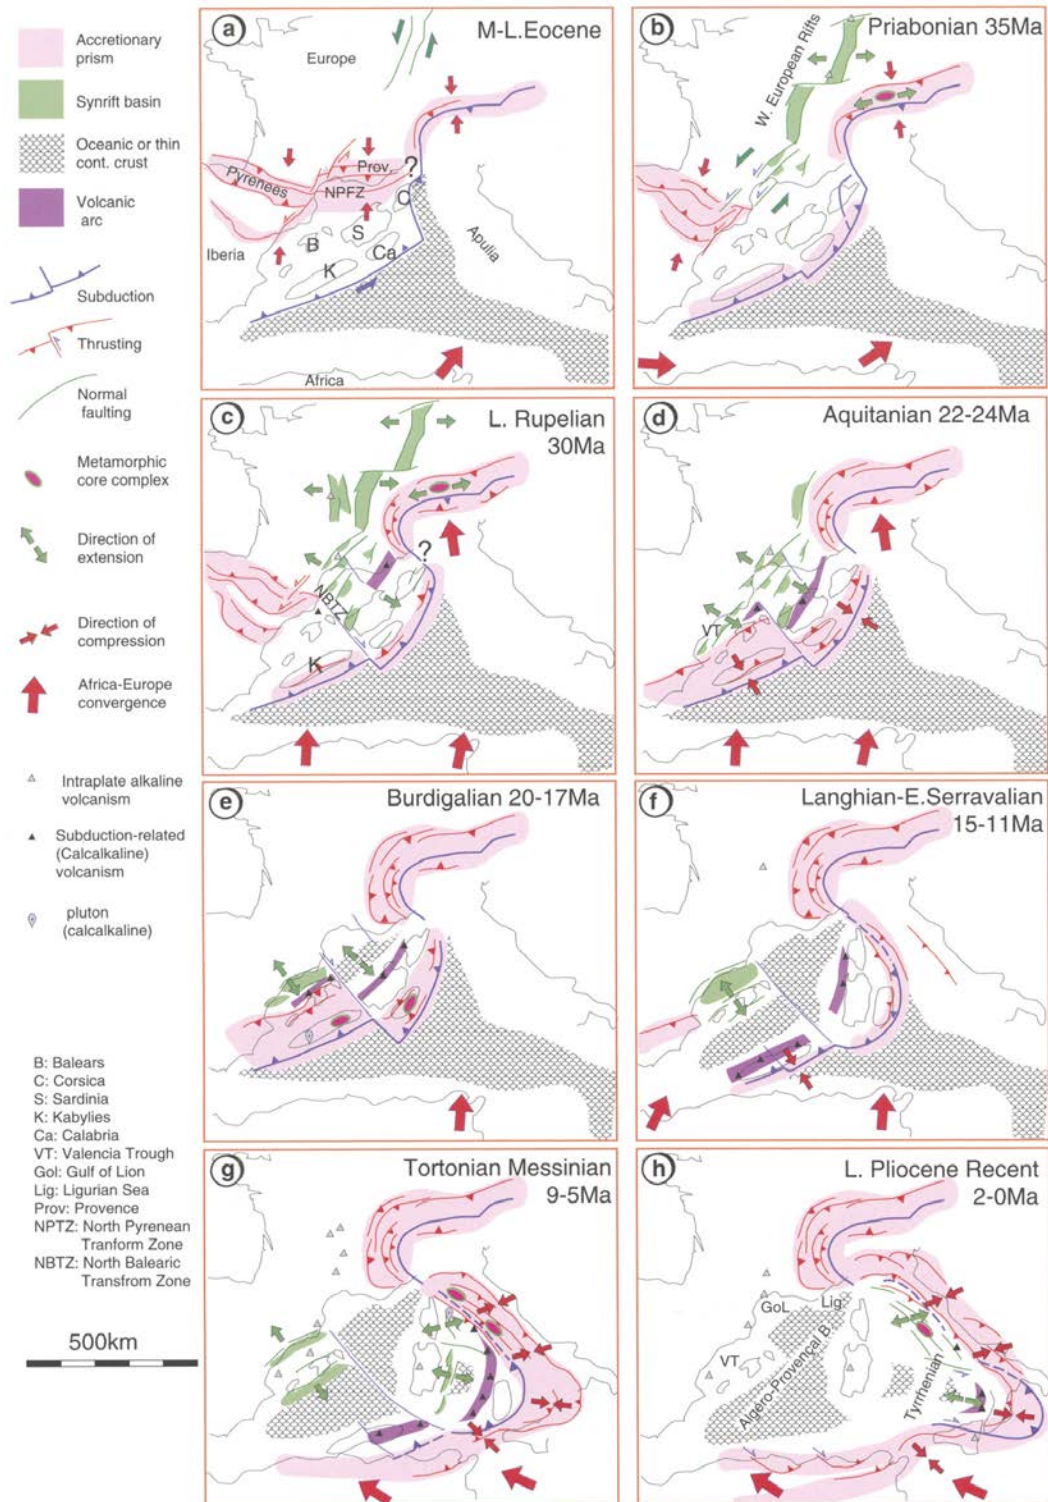 Accretionary
prism
Synrift basin
Oceanic or thin
cont. crust
Volcanic
arc
Subduction
Thrusting
Normal
faulting
Metamorphic
core complex
Direction of
extension
Direction of
compression
Africa-Europe
convergence
Intraplate alkaline
volcanism
Subduction-related
(Calcalkaline)
volcanism
pluton
(calcalkaline)
B: Balears
C: Corsica
S: Sardinia
K: Kabylies
Ca: Calabria
VT: Valencia Trough
Gol: Gulf of Lion
Lig: Ligurian Sea
Prov: Provence
NPTZ: North Pyrenean
Tranform Zone
NBTZ: North Balearic
Transfrom Zone
500km
a
M-L.Eocene
Europe
Prov.
?
Pyrenees
NPFZ
C
S
B
Ca
Iberia
K
Apulia
Africa
b
Priabonian 35Ma
W. European Rifts
c
L. Rupelian
30Ma
?
NBTZ
K
d
Aquitanian 22-24Ma
VT
e
Burdigalian 20-17Ma
f
Langhian-E.Serravalian
15-11Ma
g
Tortonian Messinian
9-5Ma
h
L. Pliocene Recent
2-0Ma
GoL
Lig.
VT
Algéro-Provençal B.
Tyrrhenian